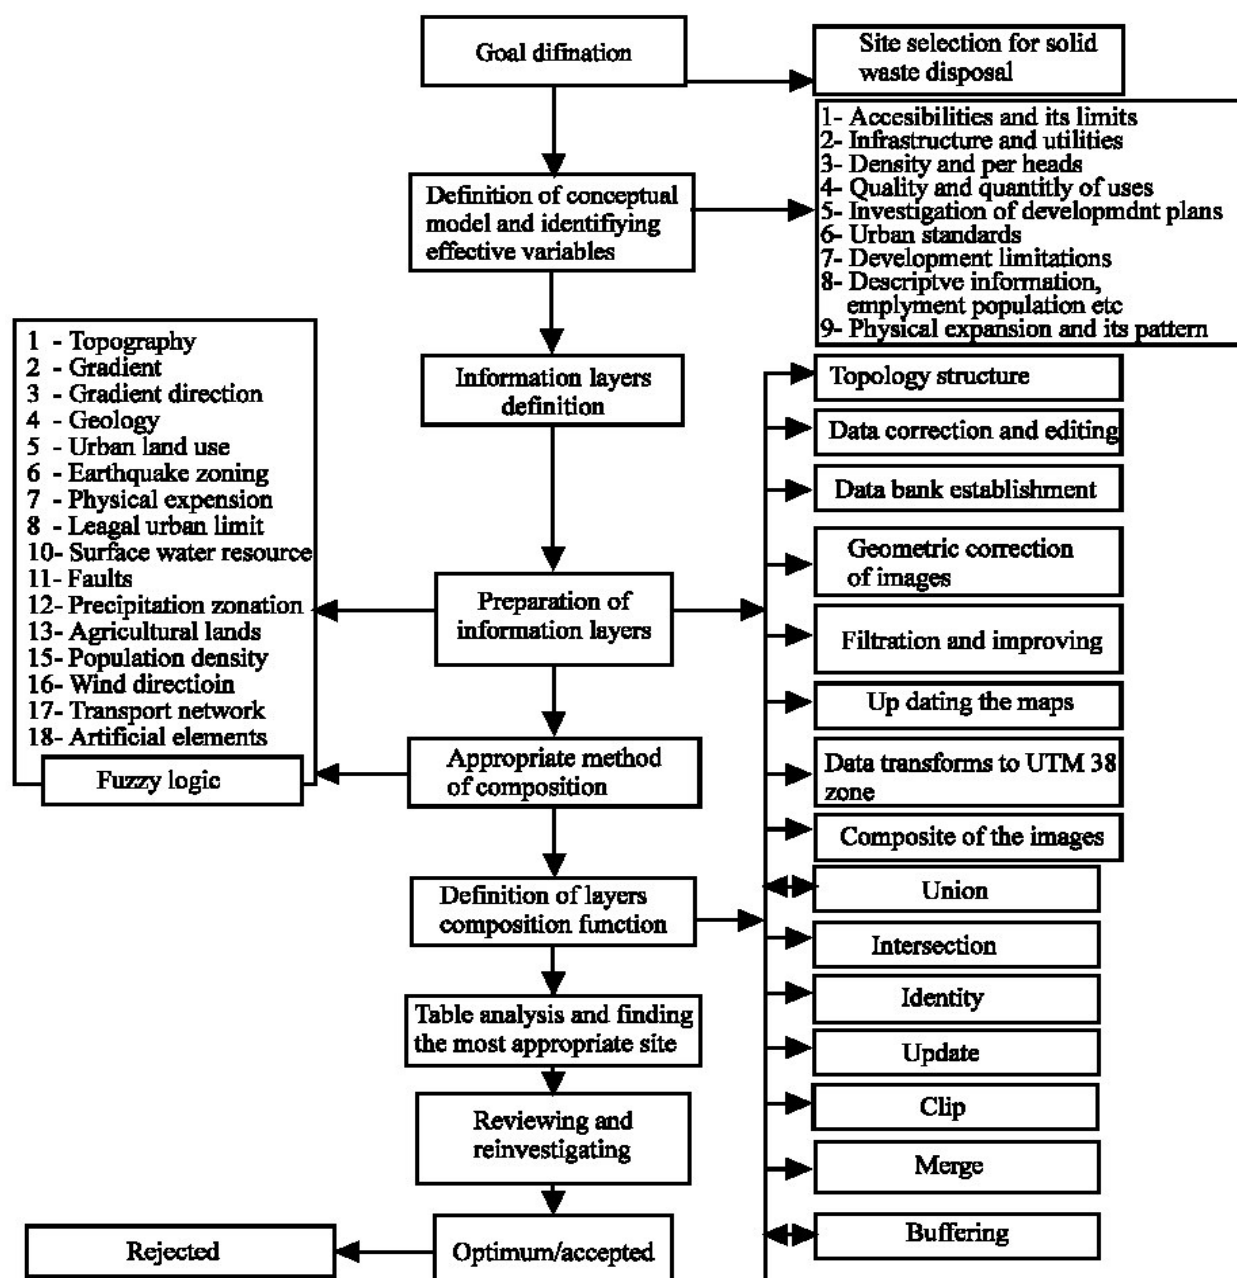 Goal difination
Site selection for solid
waste disposal
1- Accesibilities and its limits
2- Infrastructure and utilities
3- Density and per heads
4- Quality and quantitly of uses
5- Investigation of developmdnt plans
6- Urban standards
7- Development limitations
8- Descriptve information,
emplyment population etc
9- Physical expansion and its pattern
Definition of conceptual
model and identifiying
effective variables
1 - Topography
2 - Gradient
3 - Gradient direction
4 - Geology
5 - Urban land use
6 - Earthquake zoning
7 - Physical expension
8 - Leagal urban limit
10- Surface water resource
11- Faults
12- Precipitation zonation
13- Agricultural lands
15- Population density
16- Wind directioin
17- Transport network
18- Artificial elements
Fuzzy logic
Information layers
definition
Preparation of
information layers
Appropriate method
of composition
Definition of layers
composition function
Table analysis and finding
the most appropriate site
Reviewing and
reinvestigating
Optimum/accepted
Rejected
Topology structure
Data correction and editing
Data bank establishment
Geometric correction
of images
Filtration and improving
Up dating the maps
Data transforms to UTM 38
zone
Composite of the images
Union
Intersection
Identity
Update
Clip
Merge
Buffering